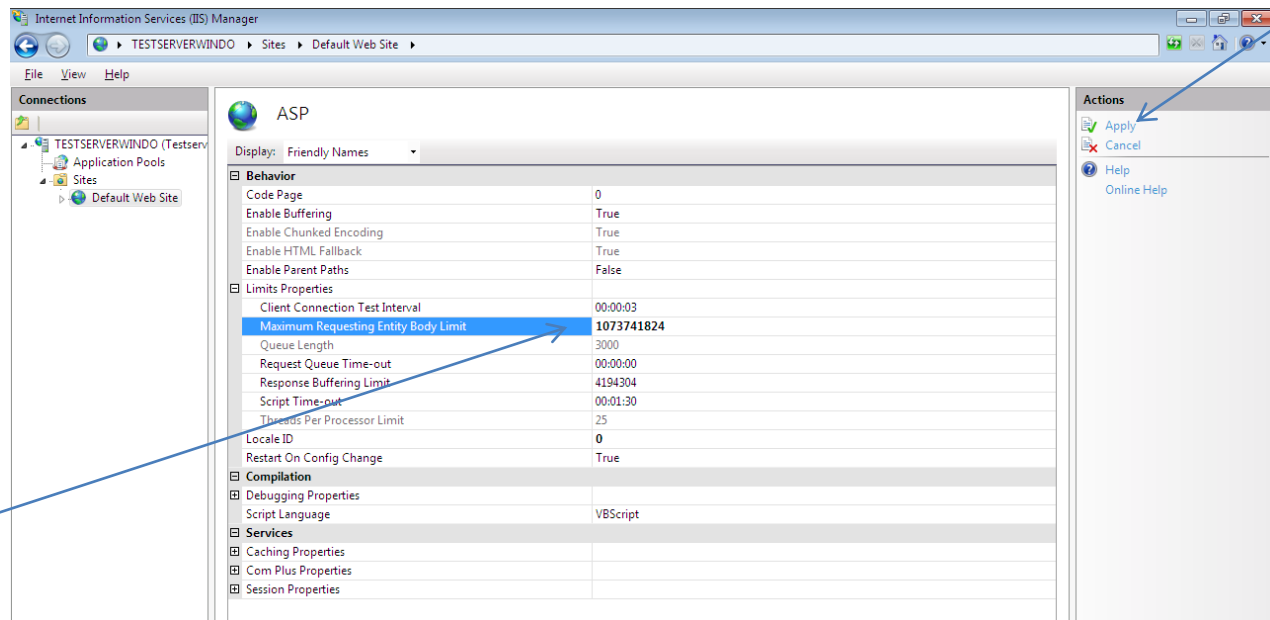 Internet Information Services (IIS) Manager
TESTSERVERWINDO Sites Default Web Site
File View Help
Connections
TESTSERVERWINDO (Testserv
Application Pools
Sites
Default Web Site
ASP
Display: Friendly Names
Behavior
Code Page 0
Enable Buffering True
Enable Chunked Encoding True
Enable HTML Fallback True
Enable Parent Paths False
Limits Properties
Client Connection Test Interval 00:00:03
Maximum Requesting Entity Body Limit 1073741824
Queue Length 3000
Request Queue Time-out 00:00:00
Response Buffering Limit 4194304
Script Time-out 00:01:30
Threads Per Processor Limit 25
Locale ID 0
Restart On Config Change True
Compilation
Debugging Properties
Script Language VBScript
Services
Caching Properties
Com Plus Properties
Session Properties
Actions
Apply
Cancel
Help
Online Help